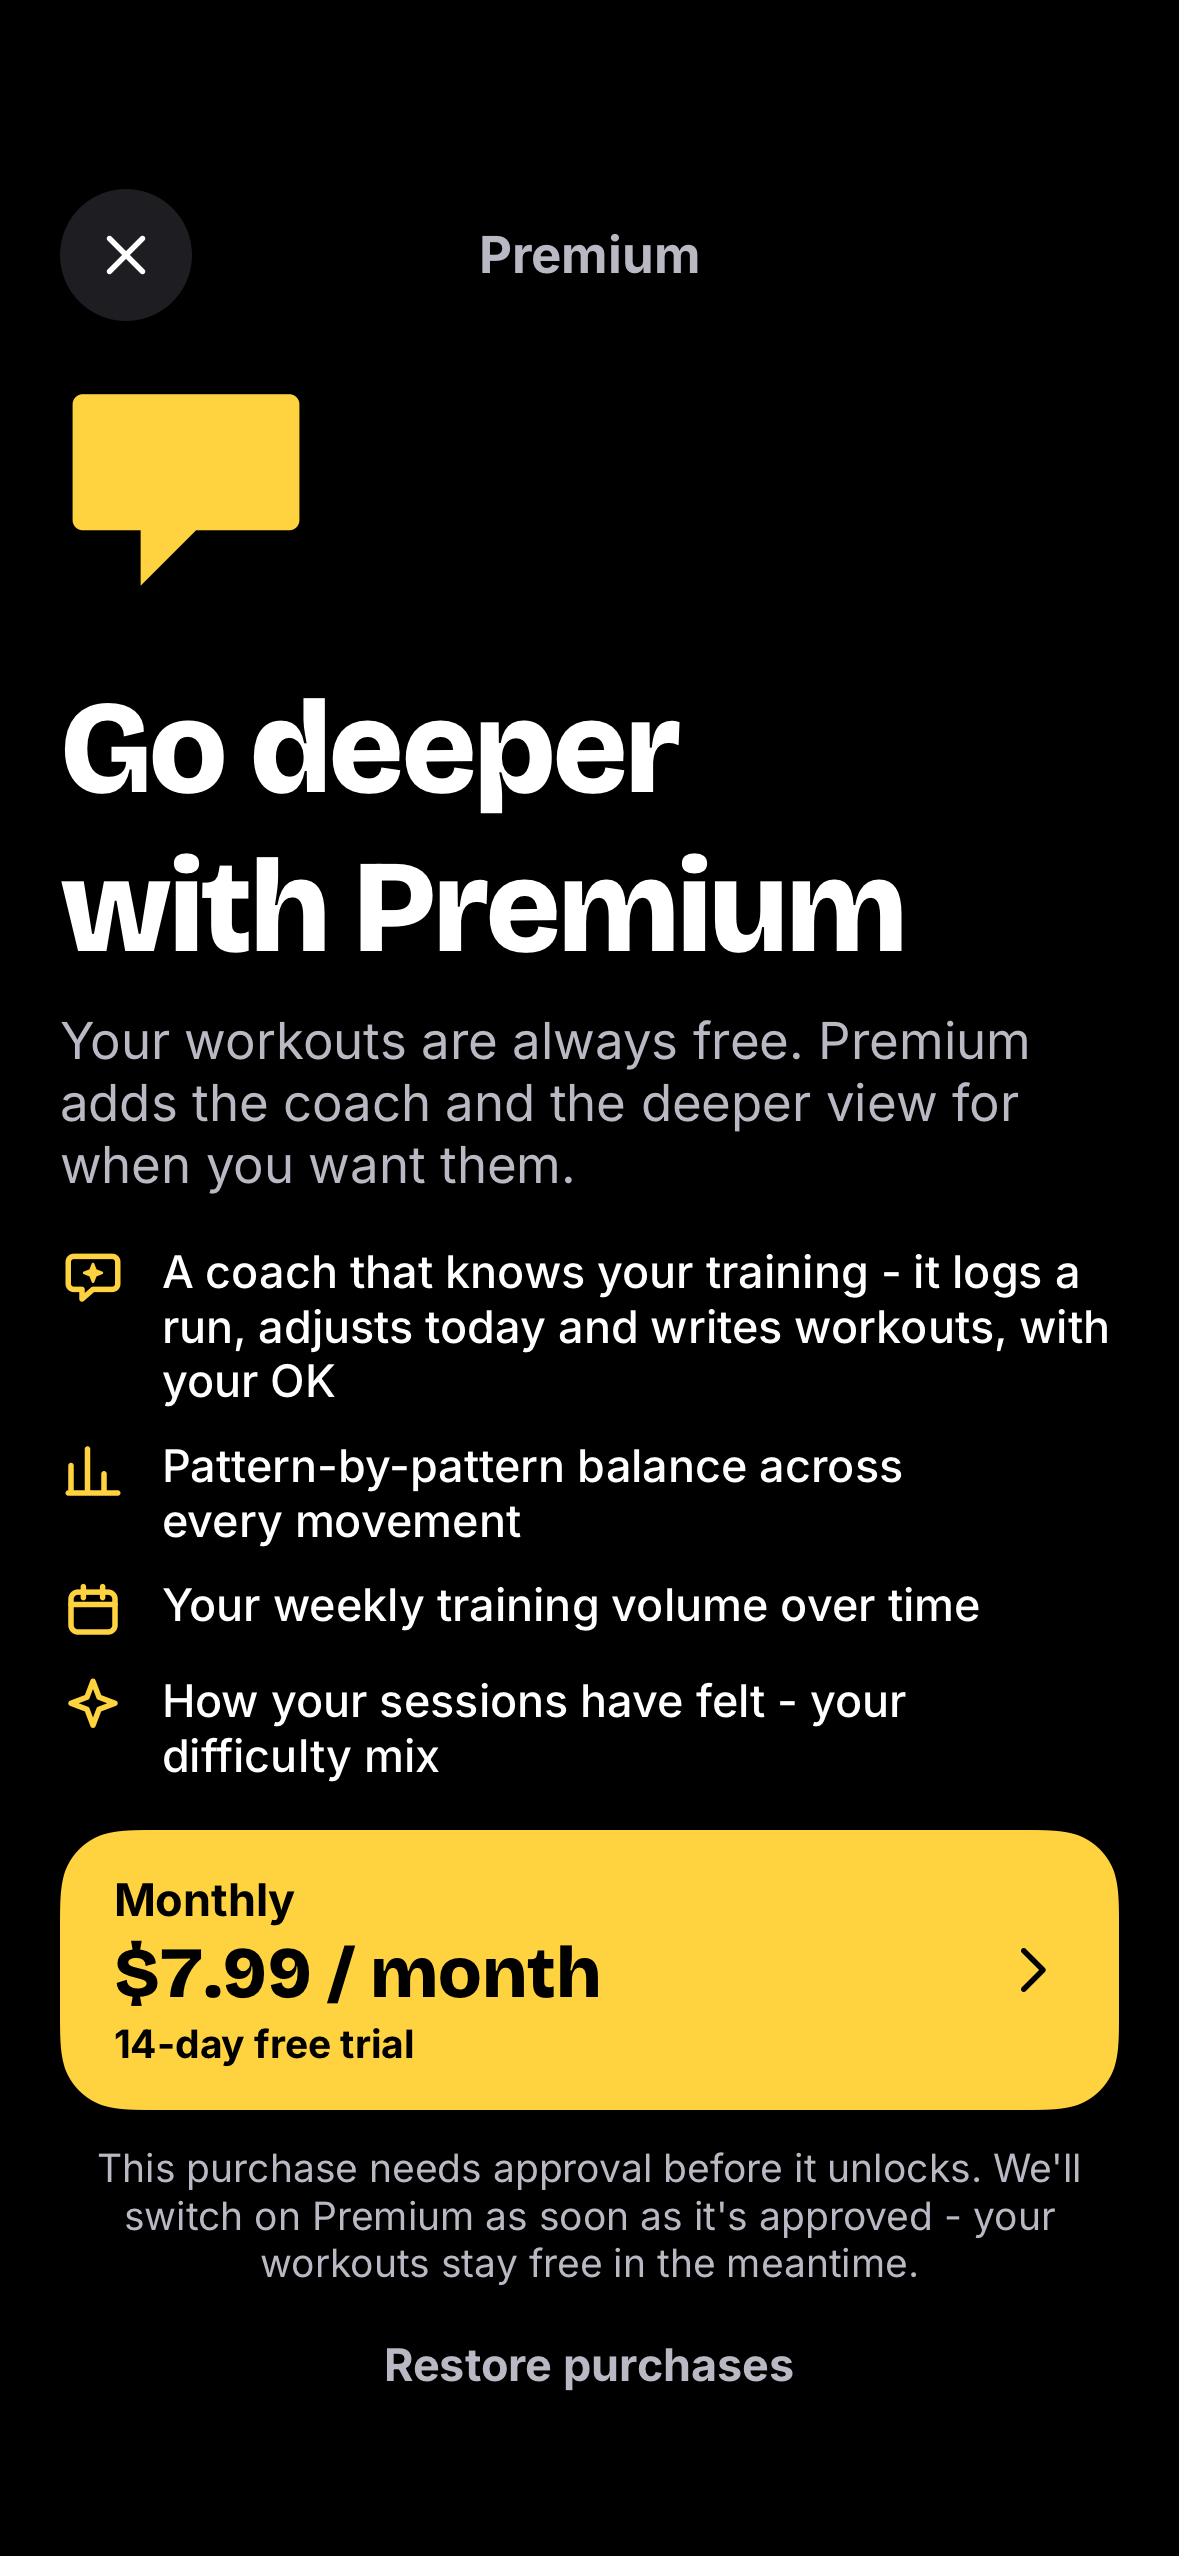 Premium
Go deeper
with Premium
Your workouts are always free. Premium
adds the coach and the deeper view for
when you want them.
A coach that knows your training - it logs a
run, adjusts today and writes workouts, with
your OK
Pattern-by-pattern balance across
every movement
Your weekly training volume over time
How your sessions have felt - your
difficulty mix
Monthly
$7.99 / month
14-day free trial
This purchase needs approval before it unlocks. We'll
switch on Premium as soon as it's approved - your
workouts stay free in the meantime.
Restore purchases